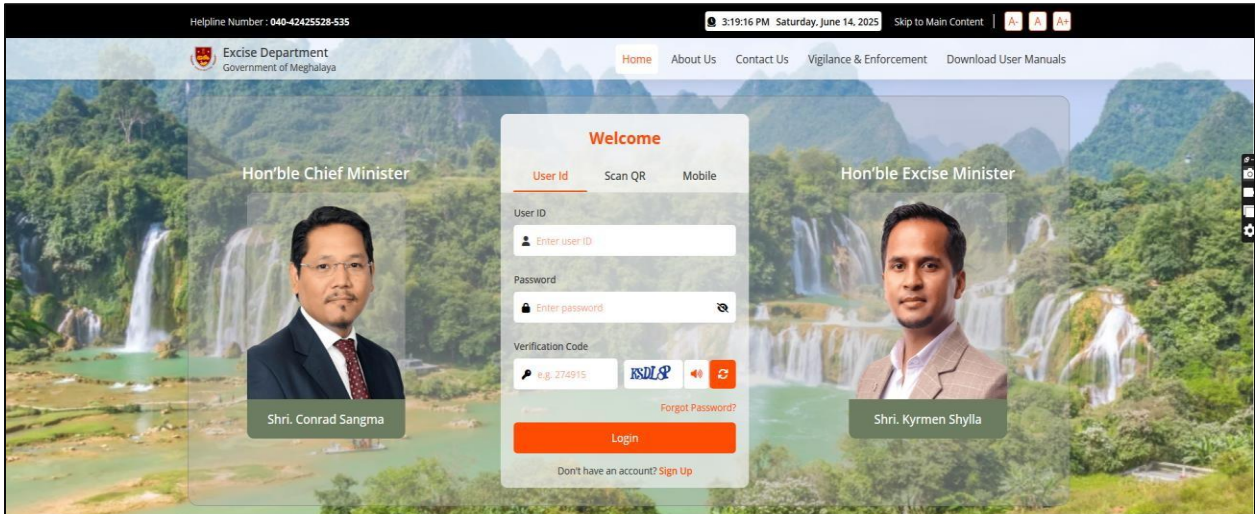 Helpline Number : 040-42425528-535
3:19:16 PM Saturday, June 14, 2025
Skip to Main Content
A- A A+
Excise Department
Government of Meghalaya
Home About Us Contact Us Vigilance & Enforcement Download User Manuals
Hon'ble Chief Minister
Shri. Conrad Sangma
Welcome
User Id Scan QR Mobile
User ID
Enter user ID
Password
Enter password
Verification Code
e.g. 274915
Forgot Password?
Login
Don't have an account? Sign Up
Hon'ble Excise Minister
Shri. Kyrmen Shylla